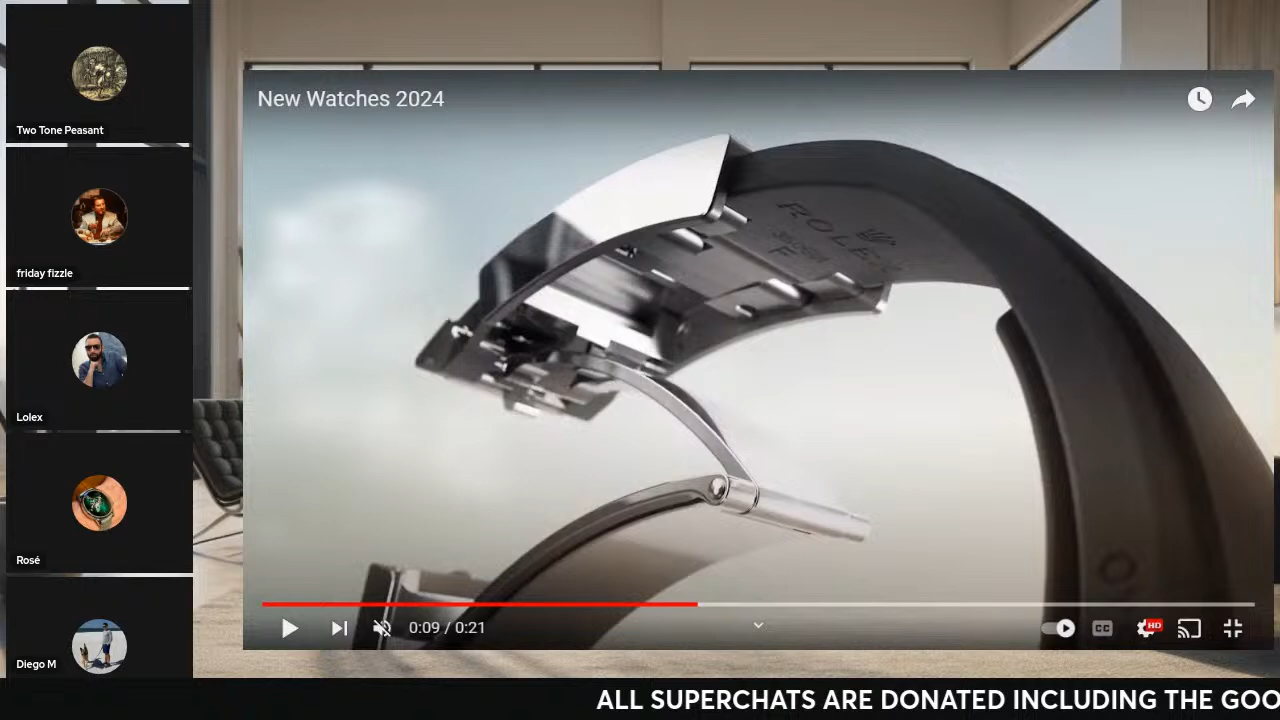 Two Tone Peasant
friday fizzle
Lolex
Rosé
Diego M
New Watches 2024
ROLEX
0:09 / 0:21
CC
HD
ALL SUPERCHATS ARE DONATED INCLUDING THE GOO